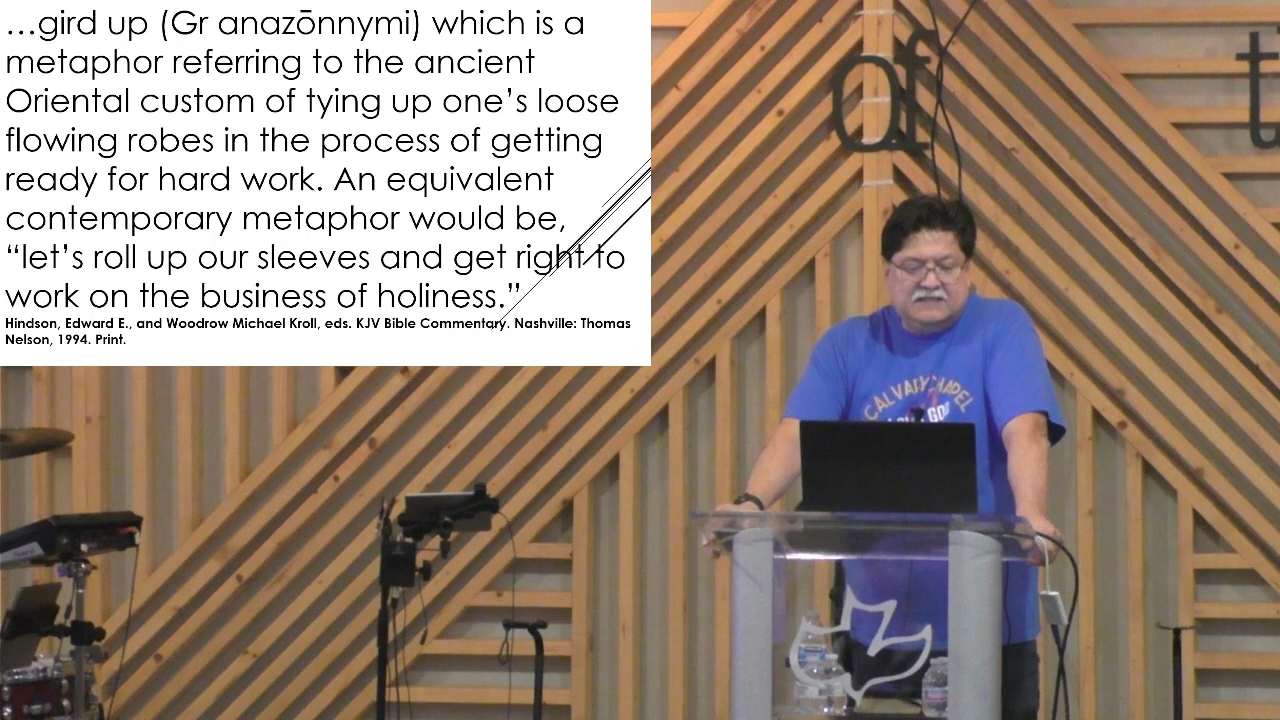 …gird up (Gr anazōnnymi) which is a
metaphor referring to the ancient
Oriental custom of tying up one’s loose
flowing robes in the process of getting
ready for hard work. An equivalent
contemporary metaphor would be,
“let’s roll up our sleeves and get right to
work on the business of holiness.”
Hindson, Edward E., and Woodrow Michael Kroll, eds. KJV Bible Commentary. Nashville: Thomas
Nelson, 1994. Print.
of
t
CALVARY CHAPEL
GOD